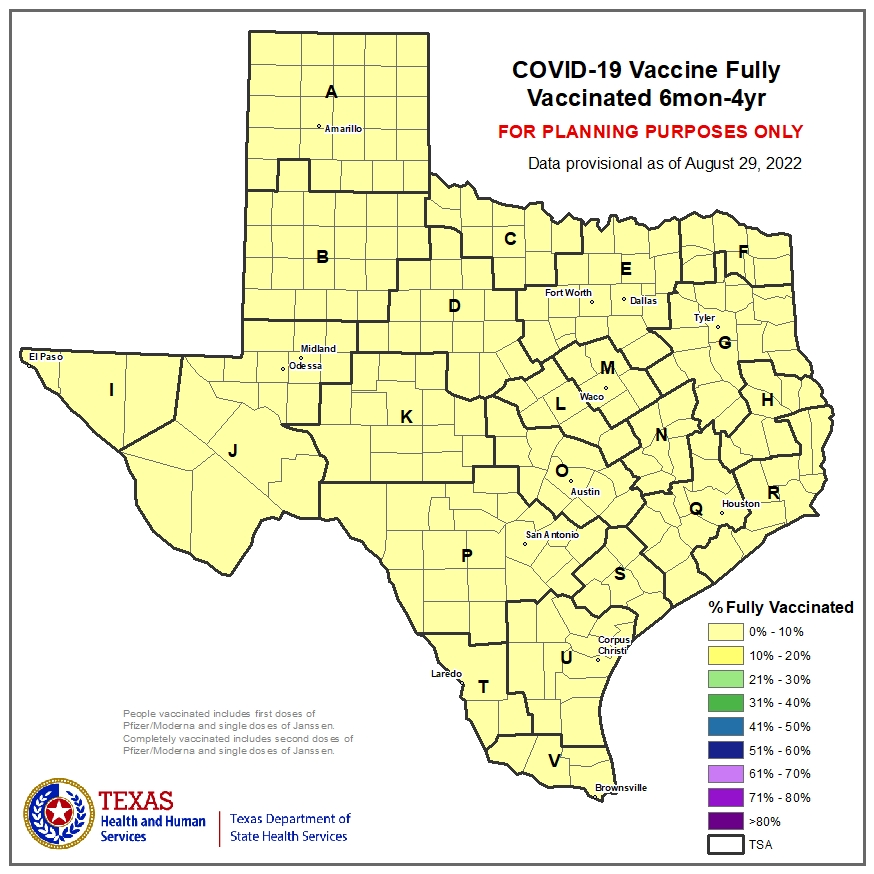 COVID-19 Vaccine Fully
Vaccinated 6mon-4yr
FOR PLANNING PURPOSES ONLY
Data provisional as of August 29, 2022
A
Amarillo
B
C
D
E
Fort Worth
Dallas
F
Tyler
G
El Paso
I
Midland
Odessa
J
K
M
Waco
L
H
N
O
Austin
Q
Houston
R
San Antonio
P
S
Corpus
Christi
U
Laredo
T
V
Brownsville
% Fully Vaccinated
0% - 10%
10% - 20%
21% - 30%
31% - 40%
41% - 50%
51% - 60%
61% - 70%
71% - 80%
>80%
TSA
People vaccinated includes first doses of
Pfizer/Moderna and single doses of Janssen.
Completely vaccinated includes second doses of
Pfizer/Moderna and single doses of Janssen.
TEXAS
Health and Human
Services
Texas Department of
State Health Services